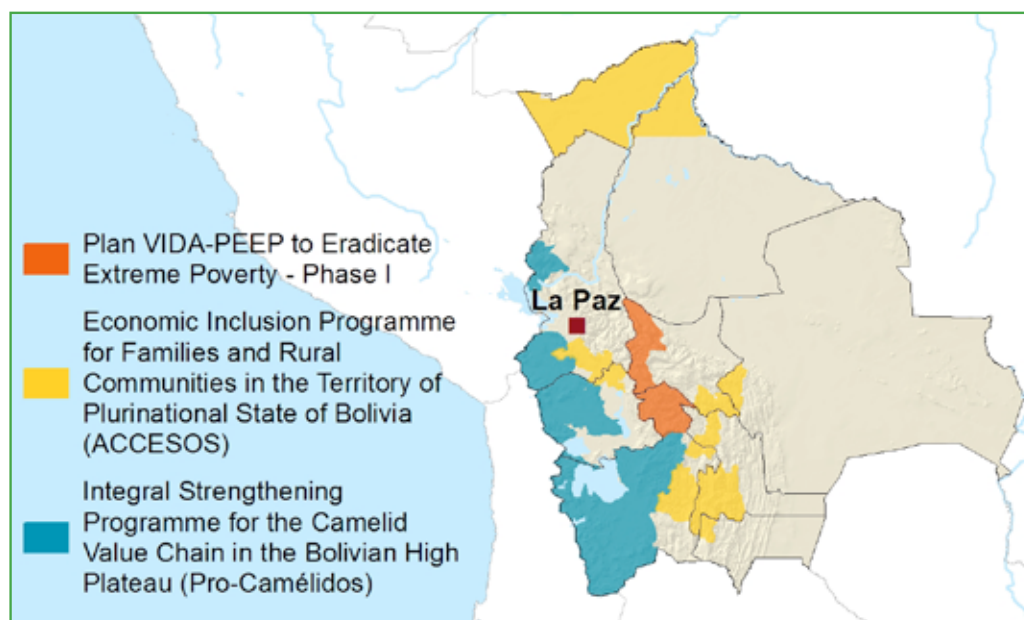 La Paz
Plan VIDA-PEEP to Eradicate
Extreme Poverty - Phase I
Economic Inclusion Programme
for Families and Rural
Communities in the Territory of
Plurinational State of Bolivia
(ACCESOS)
Integral Strengthening
Programme for the Camelid
Value Chain in the Bolivian High
Plateau (Pro-Camélidos)